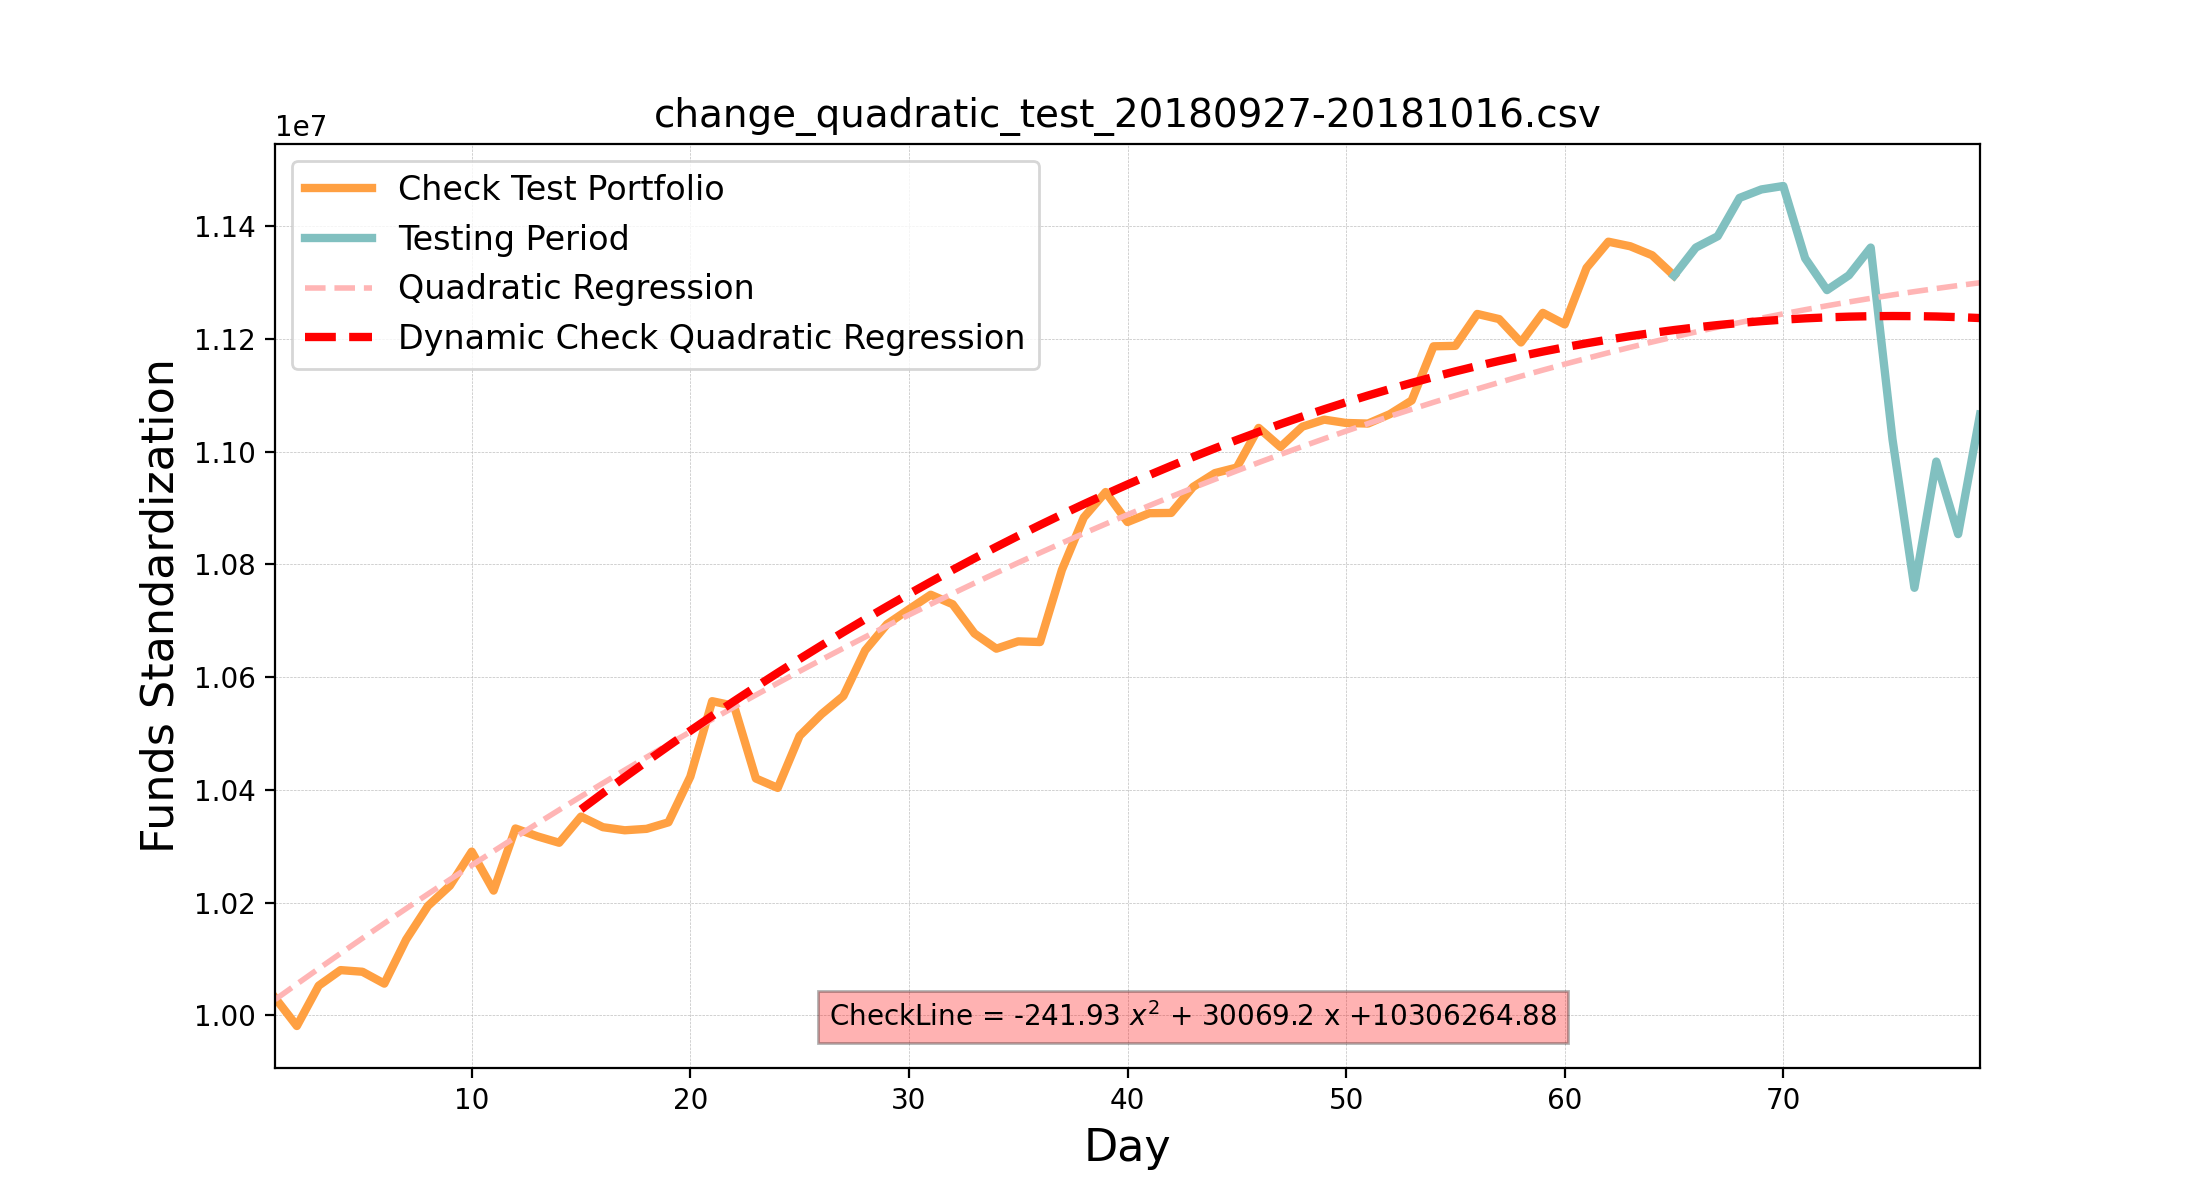 change_quadratic_test_20180927-20181016.csv
1e7
Check Test Portfolio
Testing Period
Quadratic Regression
Dynamic Check Quadratic Regression
Funds Standardization
1.14
1.12
1.10
1.08
1.06
1.04
1.02
1.00
CheckLine = -241.93 x² + 30069.2 x +10306264.88
10 20 30 40 50 60 70
Day